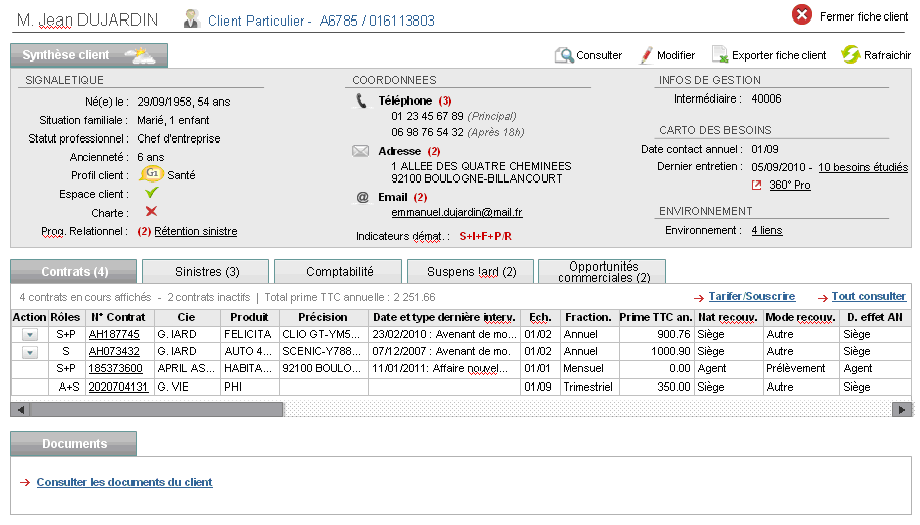 M. Jean DUJARDIN Client Particulier - A6785 / 016113803 Fermer fiche client
Synthèse client Consulter Modifier Exporter fiche client Rafraichir
SIGNALETIQUE
Né(e) le : 29/09/1958, 54 ans
Situation familiale : Marié, 1 enfant
Statut professionnel : Chef d'entreprise
Ancienneté : 6 ans
Profil client : G1 Santé
Espace client :
Charte :
Prog. Relationnel : (2) Rétention sinistre
COORDONNEES
Téléphone (3)
01 23 45 67 89 (Principal)
06 98 76 54 32 (Après 18h)
Adresse (2)
1 ALLEE DES QUATRE CHEMINEES
92100 BOULOGNE-BILLANCOURT
@ Email (2)
emmanuel.dujardin@mail.fr
Indicateurs démat. : S+I+F+P/R
INFOS DE GESTION
Intermédiaire : 40006
CARTO DES BESOINS
Date contact annuel : 01/09
Dernier entretien : 05/09/2010 - 10 besoins étudiés
360° Pro
ENVIRONNEMENT
Environnement : 4 liens
Contrats (4) Sinistres (3) Comptabilité Suspens Iard (2) Opportunités
commerciales (2)
4 contrats en cours affichés - 2 contrats inactifs | Total prime TTC annuelle : 2 251.66 Tarifer/Souscrire Tout consulter
Action Rôles N° Contrat Cie Produit Précision Date et type dernière interv. Ech. Fraction. Prime TTC an. Nat recouv. Mode recouv. D. effet AN
S+P AH187745 G. IARD FELICITA CLIO GT-YM5... 23/02/2010 : Avenant de mo... 01/02 Annuel 900.76 Siège Autre Siège
S AH073432 G. IARD AUTO 4... SCENIC-Y788... 07/12/2007 : Avenant de mo. 01/02 Annuel 1000.90 Siège Autre Siège
S+P 185373600 APRIL AS... HABITA... 92100 BOULO... 11/01/2011: Affaire nouvel... 01/01 Mensuel 0.00 Agent Prélèvement Agent
A+S 2020704131 G. VIE PHI 01/09 Trimestriel 350.00 Siège Autre Siège
Documents
Consulter les documents du client